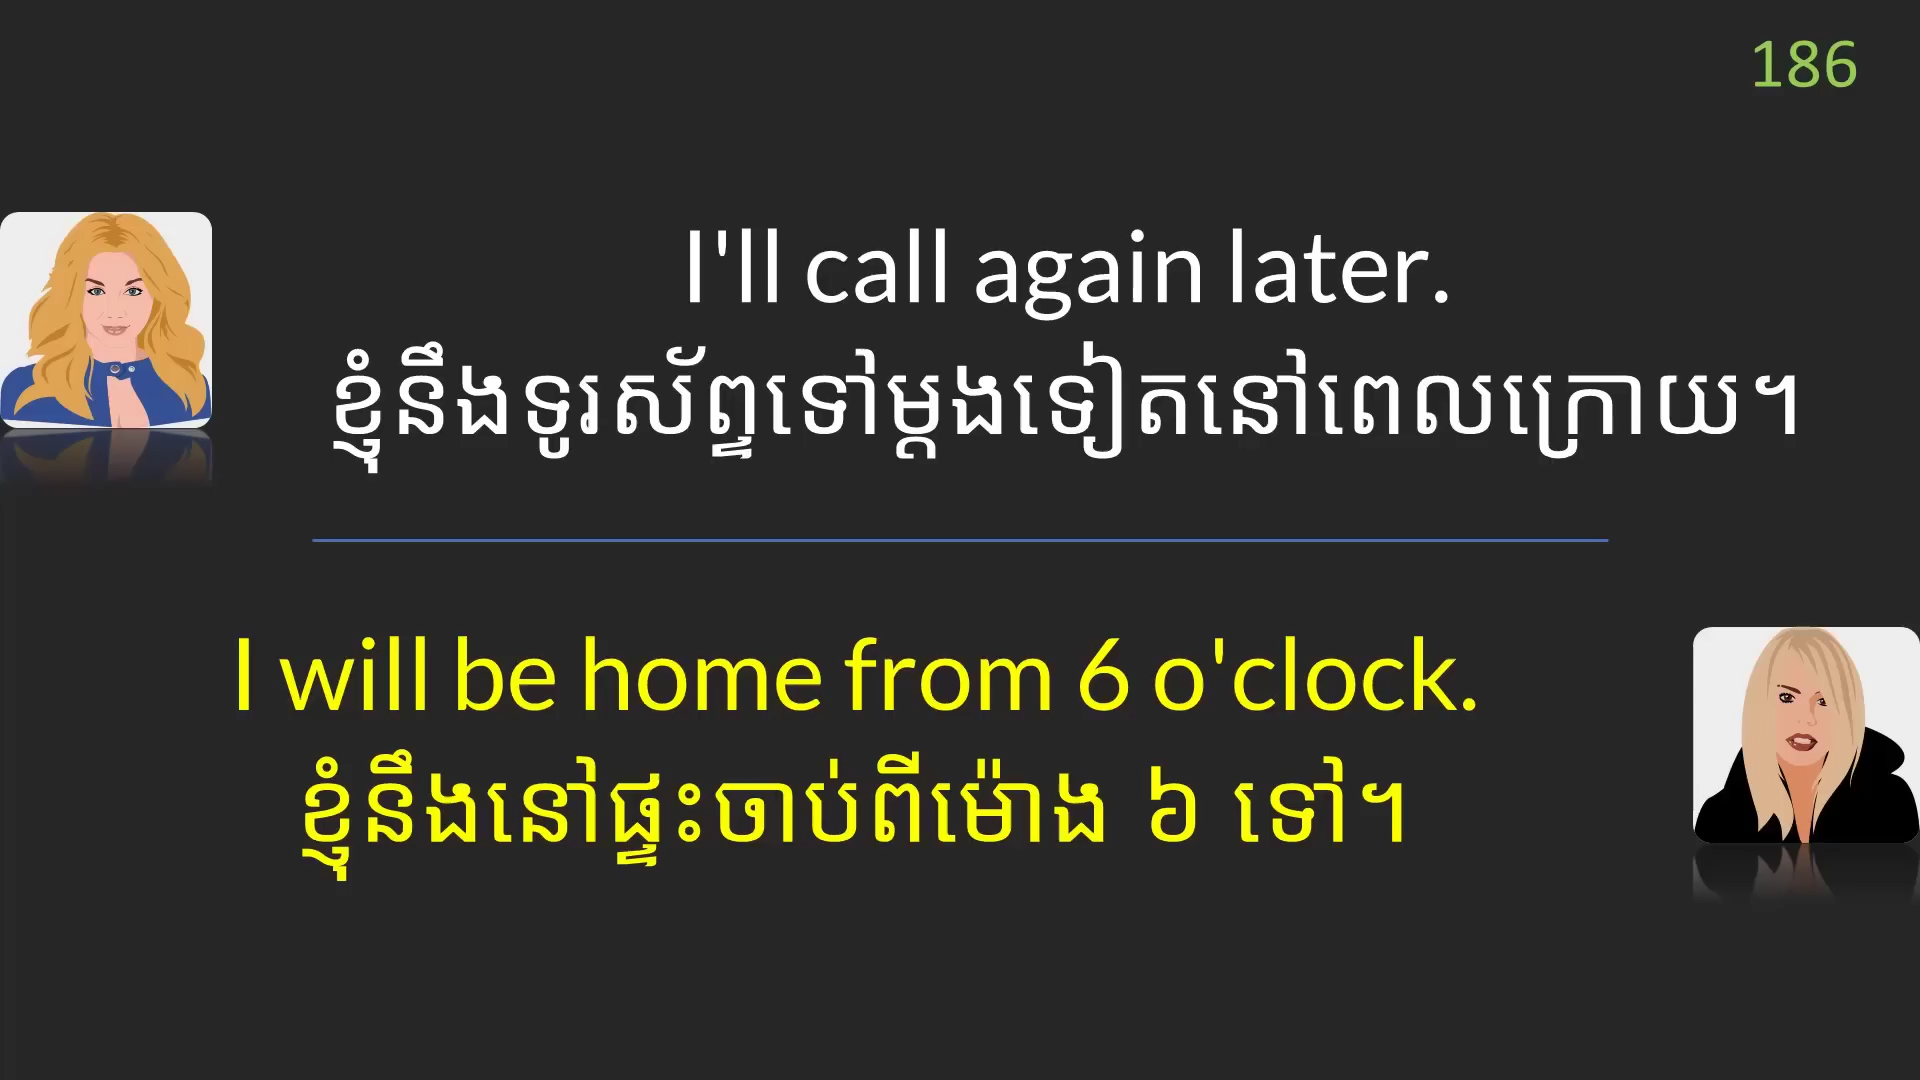 186
I'll call again later.
ខ្ញុំនឹងទូរស័ព្ទទៅម្ដងទៀតនៅពេលក្រោយ។
I will be home from 6 o'clock.
ខ្ញុំនឹងនៅផ្ទះចាប់ពីម៉ោង ៦ ទៅ។